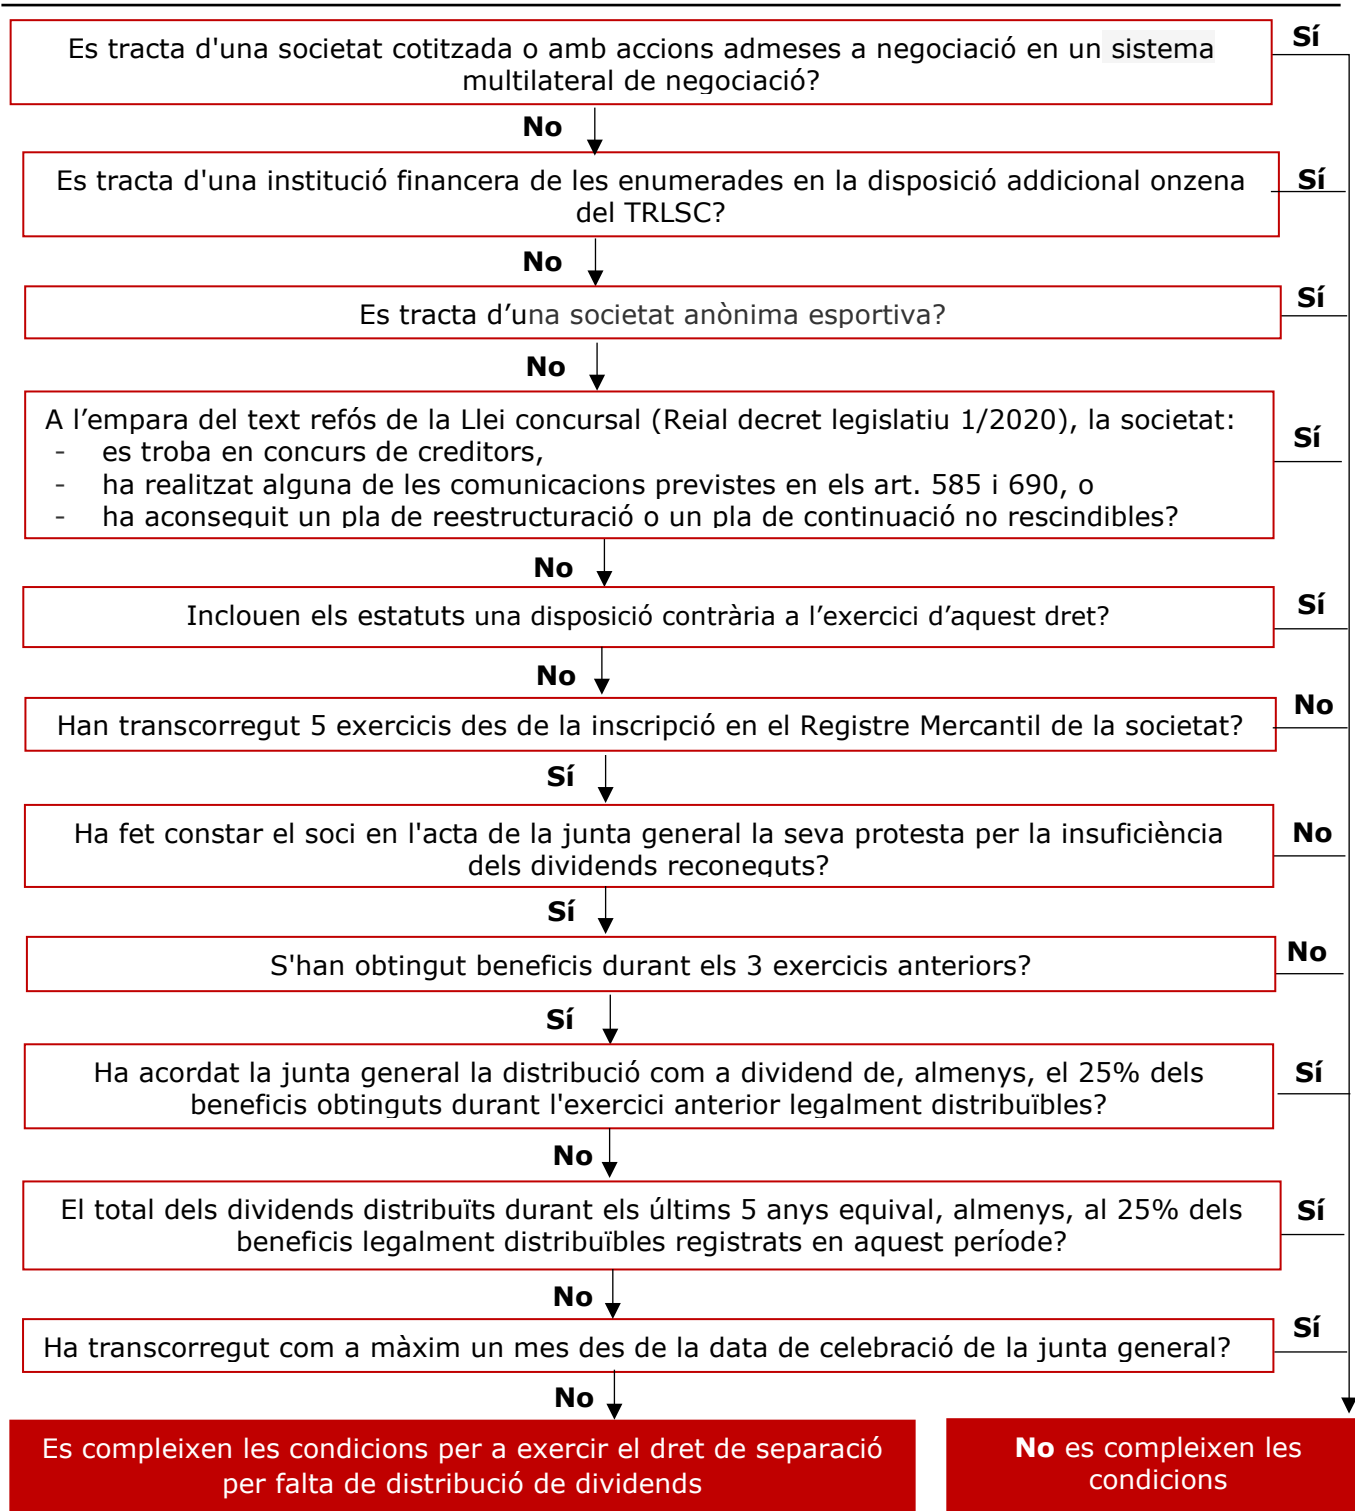 Es tracta d'una societat cotitzada o amb accions admeses a negociació en un sistema
multilateral de negociació?
Sí
No
Es tracta d'una institució financera de les enumerades en la disposició addicional onzena
del TRLSC?
Sí
No
Es tracta d’una societat anònima esportiva?
Sí
No
A l’empara del text refós de la Llei concursal (Reial decret legislatiu 1/2020), la societat:
- es troba en concurs de creditors,
- ha realitzat alguna de les comunicacions previstes en els art. 585 i 690, o
- ha aconseguit un pla de reestructuració o un pla de continuació no rescindibles?
Sí
No
Inclouen els estatuts una disposició contrària a l’exercici d’aquest dret?
Sí
No
Han transcorregut 5 exercicis des de la inscripció en el Registre Mercantil de la societat?
No
Sí
Ha fet constar el soci en l'acta de la junta general la seva protesta per la insuficiència
dels dividends reconeguts?
No
Sí
S'han obtingut beneficis durant els 3 exercicis anteriors?
No
Sí
Ha acordat la junta general la distribució com a dividend de, almenys, el 25% dels
beneficis obtinguts durant l'exercici anterior legalment distribuïbles?
Sí
No
El total dels dividends distribuïts durant els últims 5 anys equival, almenys, al 25% dels
beneficis legalment distribuïbles registrats en aquest període?
Sí
No
Ha transcorregut com a màxim un mes des de la data de celebració de la junta general?
Sí
No
Es compleixen les condicions per a exercir el dret de separació
per falta de distribució de dividends
No es compleixen les
condicions